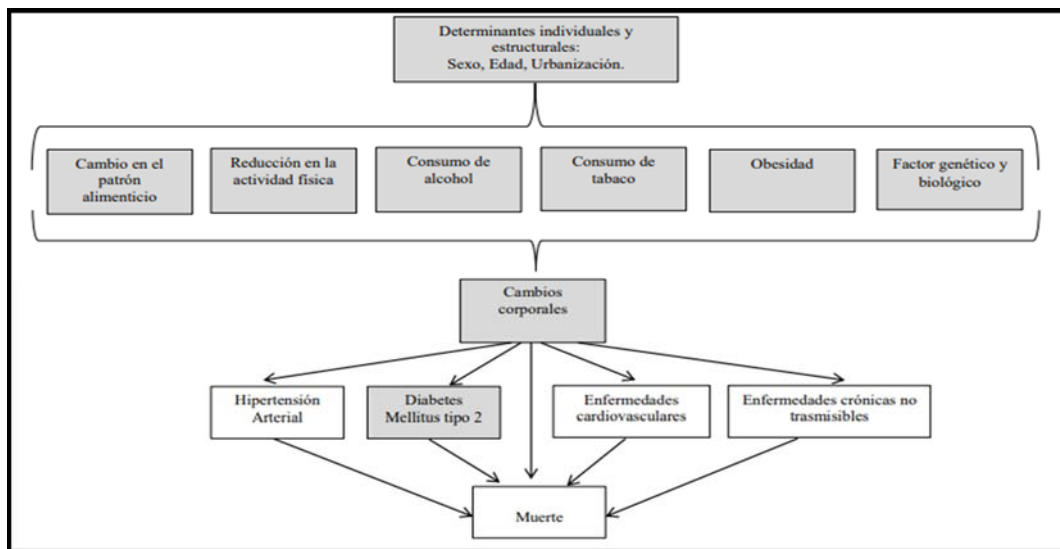 Determinantes individuales y
estructurales:
Sexo, Edad, Urbanización.
Cambio en el
patrón
alimenticio
Reducción en la
actividad física
Consumo de
alcohol
Consumo de
tabaco
Obesidad
Factor genético y
biológico
Cambios
corporales
Hipertensión
Arterial
Diabetes
Mellitus tipo 2
Enfermedades
cardiovasculares
Enfermedades crónicas no
trasmisibles
Muerte